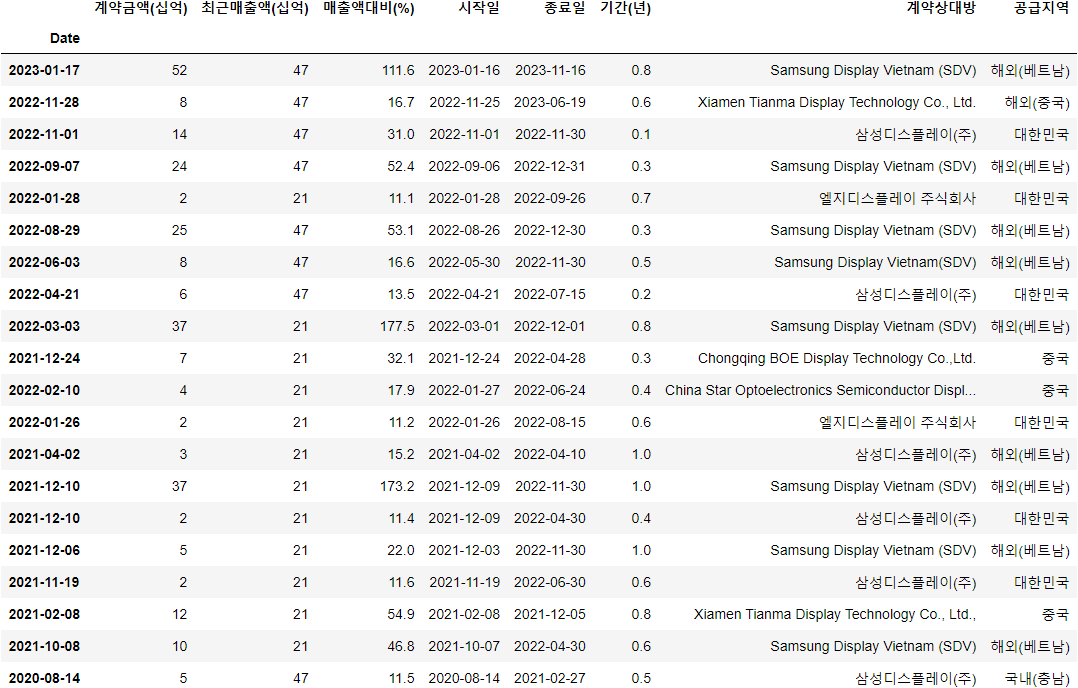 계약금액(십억) 최근매출액(십억) 매출액대비(%) 시작일 종료일 기간(년) 계약상대방 공급지역
Date
2023-01-17 52 47 111.6 2023-01-16 2023-11-16 0.8 Samsung Display Vietnam (SDV) 해외(베트남)
2022-11-28 8 47 16.7 2022-11-25 2023-06-19 0.6 Xiamen Tianma Display Technology Co., Ltd. 해외(중국)
2022-11-01 14 47 31.0 2022-11-01 2022-11-30 0.1 삼성디스플레이(주) 대한민국
2022-09-07 24 47 52.4 2022-09-06 2022-12-31 0.3 Samsung Display Vietnam (SDV) 해외(베트남)
2022-01-28 2 21 11.1 2022-01-28 2022-09-26 0.7 엘지디스플레이 주식회사 대한민국
2022-08-29 25 47 53.1 2022-08-26 2022-12-30 0.3 Samsung Display Vietnam (SDV) 해외(베트남)
2022-06-03 8 47 16.6 2022-05-30 2022-11-30 0.5 Samsung Display Vietnam(SDV) 해외(베트남)
2022-04-21 6 47 13.5 2022-04-21 2022-07-15 0.2 삼성디스플레이(주) 대한민국
2022-03-03 37 21 177.5 2022-03-01 2022-12-01 0.8 Samsung Display Vietnam (SDV) 해외(베트남)
2021-12-24 7 21 32.1 2021-12-24 2022-04-28 0.3 Chongqing BOE Display Technology Co.,Ltd. 중국
2022-02-10 4 21 17.9 2022-01-27 2022-06-24 0.4 China Star Optoelectronics Semiconductor Displ... 중국
2022-01-26 2 21 11.2 2022-01-26 2022-08-15 0.6 엘지디스플레이 주식회사 대한민국
2021-04-02 3 21 15.2 2021-04-02 2022-04-10 1.0 삼성디스플레이(주) 해외(베트남)
2021-12-10 37 21 173.2 2021-12-09 2022-11-30 1.0 Samsung Display Vietnam (SDV) 해외(베트남)
2021-12-10 2 21 11.4 2021-12-09 2022-04-30 0.4 삼성디스플레이(주) 대한민국
2021-12-06 5 21 22.0 2021-12-03 2022-11-30 1.0 Samsung Display Vietnam (SDV) 해외(베트남)
2021-11-19 2 21 11.6 2021-11-19 2022-06-30 0.6 삼성디스플레이(주) 대한민국
2021-02-08 12 21 54.9 2021-02-08 2021-12-05 0.8 Xiamen Tianma Display Technology Co., Ltd., 중국
2021-10-08 10 21 46.8 2021-10-07 2022-04-30 0.6 Samsung Display Vietnam (SDV) 해외(베트남)
2020-08-14 5 47 11.5 2020-08-14 2021-02-27 0.5 삼성디스플레이(주) 국내(충남)